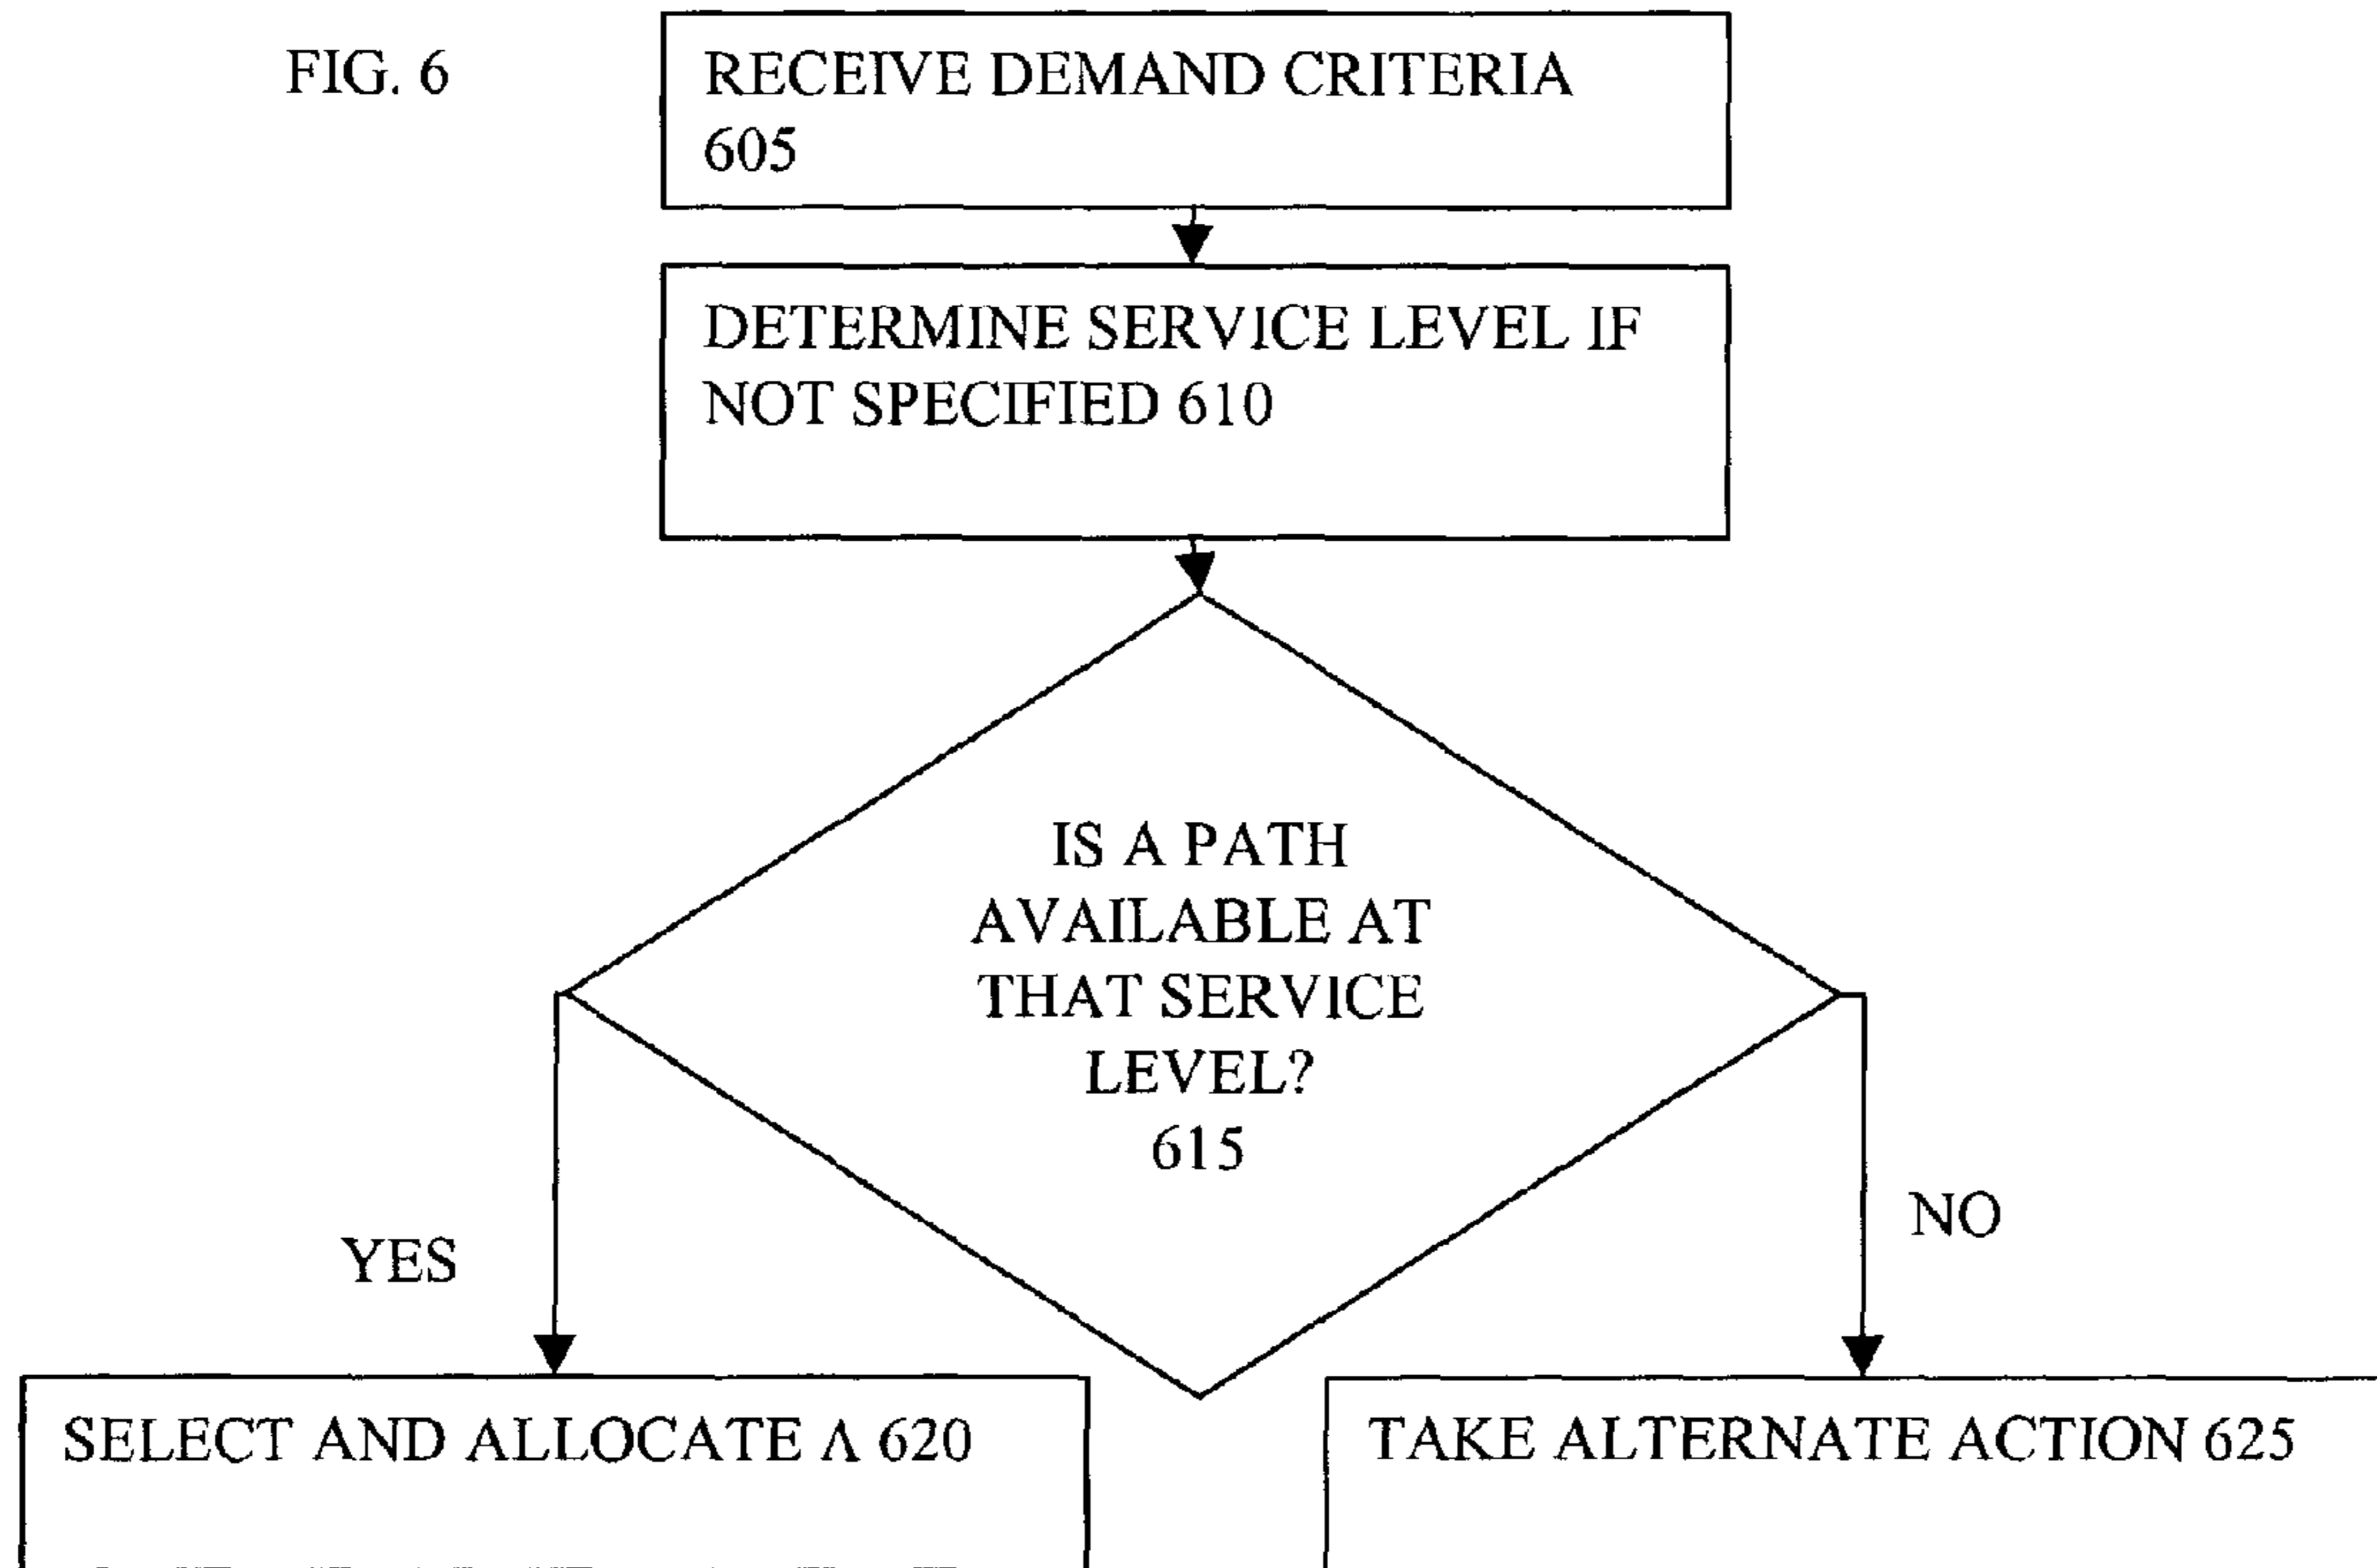 FIG. 6
RECEIVE DEMAND CRITERIA
605
DETERMINE SERVICE LEVEL IF
NOT SPECIFIED 610
IS A PATH
AVAILABLE AT
THAT SERVICE
LEVEL?
615
YES
NO
SELECT AND ALLOCATE Λ 620
TAKE ALTERNATE ACTION 625